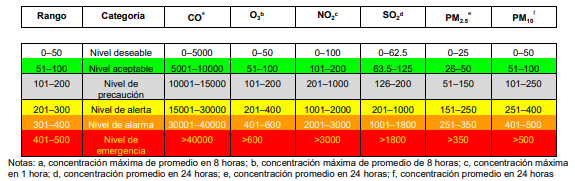 Rango Categoría COᵃ O₃ᵇ NO₂ᶜ SO₂ᵈ PM₂.₅ᵉ PM₁₀ᶠ
0–50 Nivel deseable 0–5000 0–50 0–100 0–62.5 0–25 0–50
51–100 Nivel aceptable 5001–10000 51–100 101–200 63.5–125 26–50 51–100
101–200 Nivel de precaución 10001–15000 101–200 201–1000 126–200 51–150 101–250
201–300 Nivel de alerta 15001–30000 201–400 1001–2000 201–1000 151–250 251–400
301–400 Nivel de alarma 30001–40000 401–600 2001–3000 1001–1800 251–350 401–500
401–500 Nivel de emergencia >40000 >600 >3000 >1800 >350 >500
Notas: a, concentración máxima de promedio en 8 horas; b, concentración máxima de promedio de 8 horas; c, concentración máxima
en 1 hora; d, concentración promedio en 24 horas; e, concentración promedio en 24 horas; f, concentración promedio en 24 horas